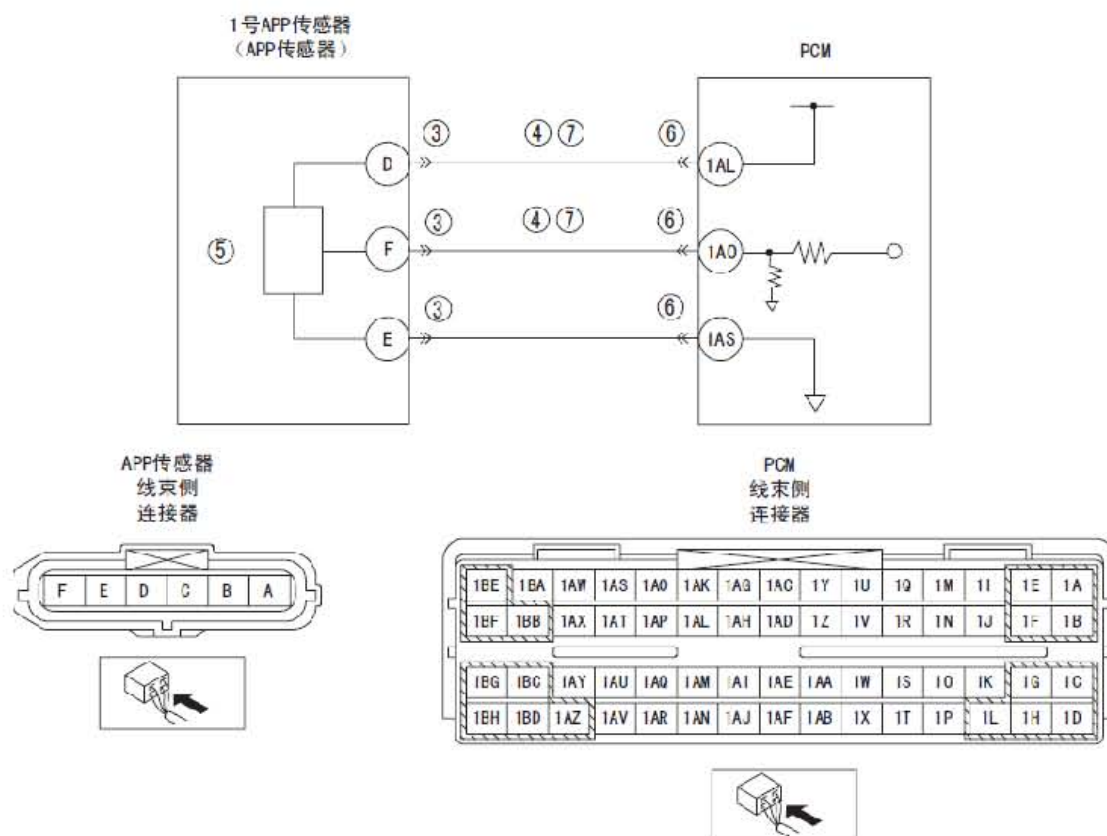 1号APP传感器
(APP传感器)
PCM
③ ④⑦ ⑥
D 1AL
③ ④⑦ ⑥
⑤ F 1AO
③ ⑥
E 1AS
APP传感器
线束侧
连接器
PCM
线束侧
连接器
F E D C B A
1BE 1BA 1AW 1AS 1AO 1AK 1AG 1AC 1Y 1U 1Q 1M 1I 1E 1A
1BF 1BB 1AX 1AT 1AP 1AL 1AH 1AD 1Z 1V 1R 1N 1J 1F 1B
1BG 1BC 1AY 1AU 1AQ 1AM 1AI 1AE 1AA 1W 1S 1O 1K 1G 1C
1BH 1BD 1AZ 1AV 1AR 1AN 1AJ 1AF 1AB 1X 1T 1P 1L 1H 1D